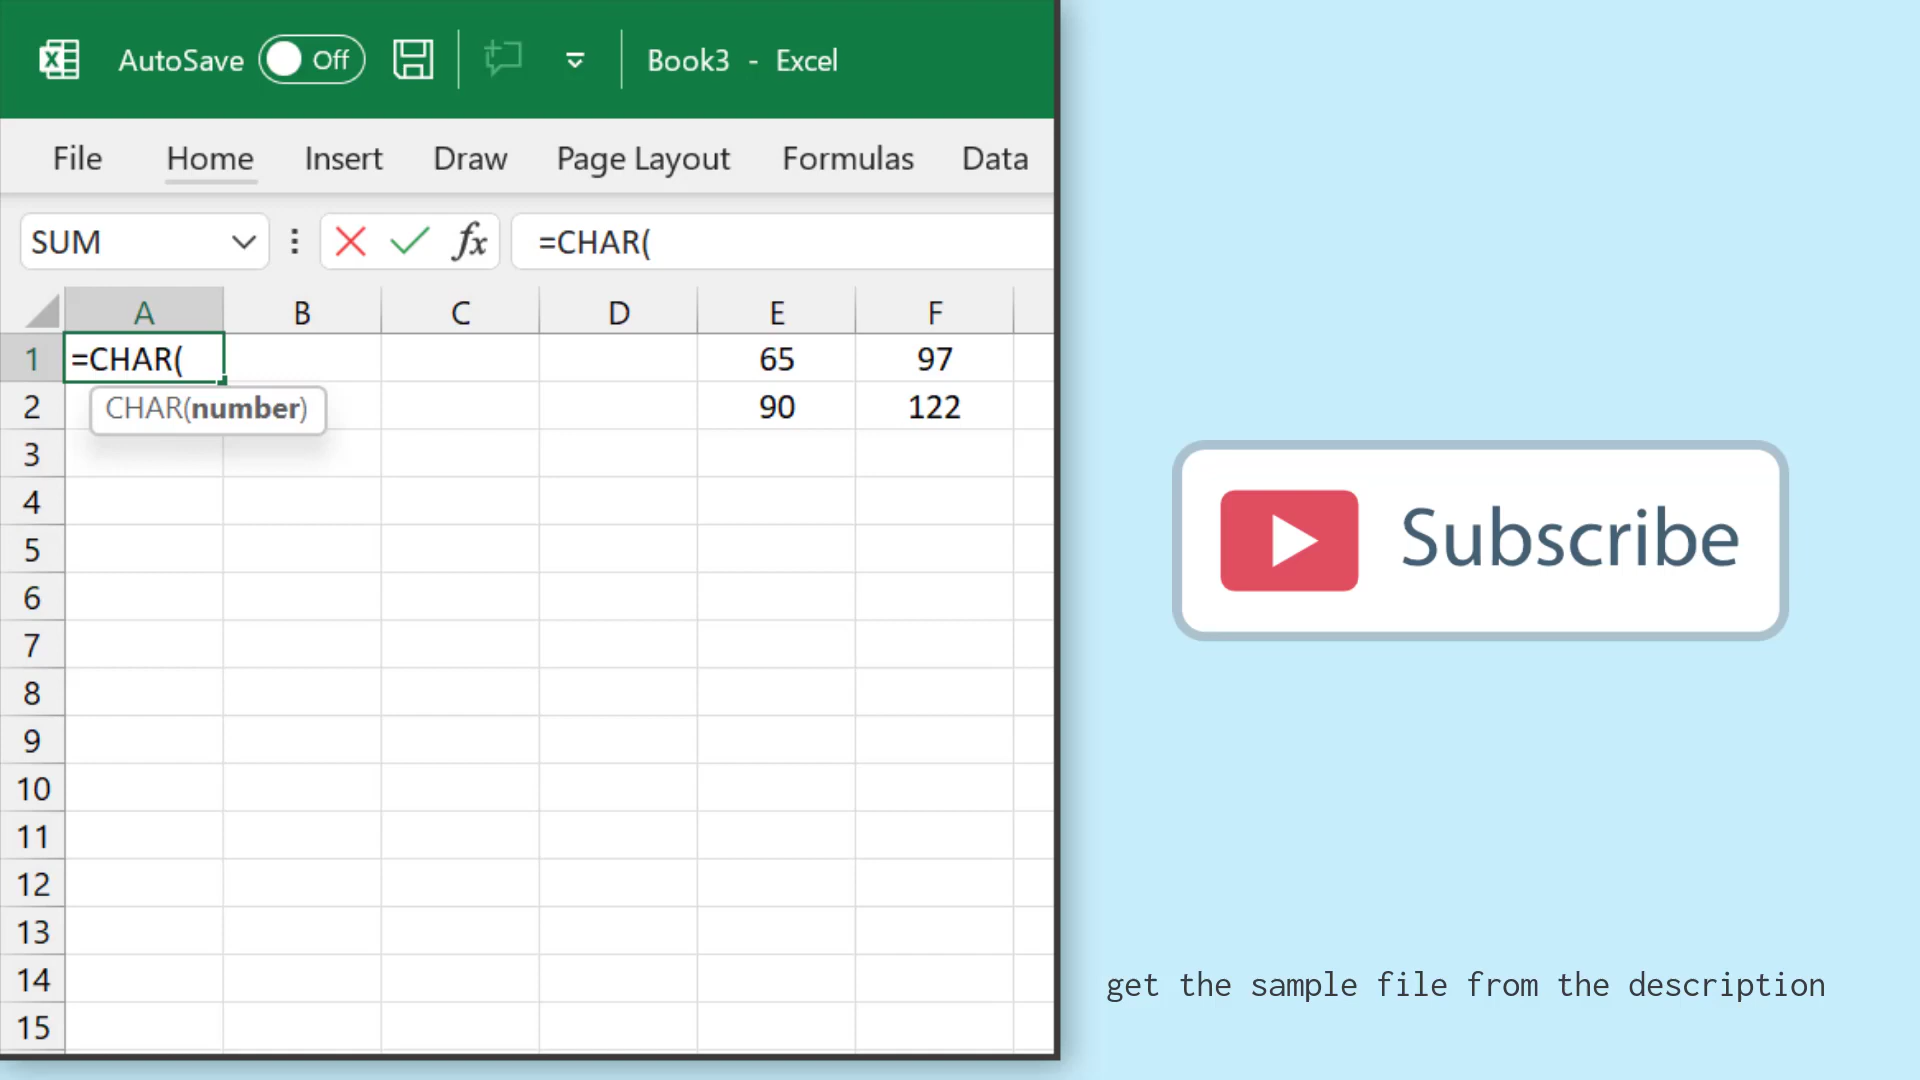 AutoSave Off Book3 - Excel
File Home Insert Draw Page Layout Formulas Data
SUM fx =CHAR(
A B C D E F
1 =CHAR( 65 97
CHAR(number)
2 90 122
3
4
5
6
7
8
9
10
11
12
13
14
15
Subscribe
get the sample file from the description